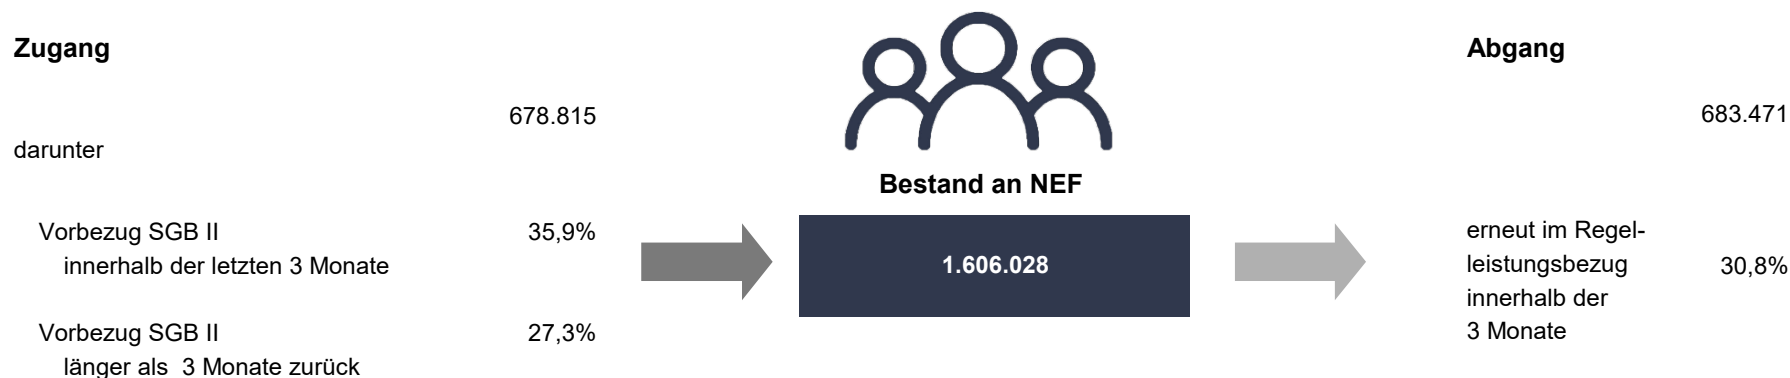 Zugang
678.815
darunter
Vorbezug SGB II 35,9%
innerhalb der letzten 3 Monate
Vorbezug SGB II 27,3%
länger als 3 Monate zurück
Bestand an NEF
1.606.028
Abgang
683.471
erneut im Regel-
leistungsbezug 30,8%
innerhalb der
3 Monate